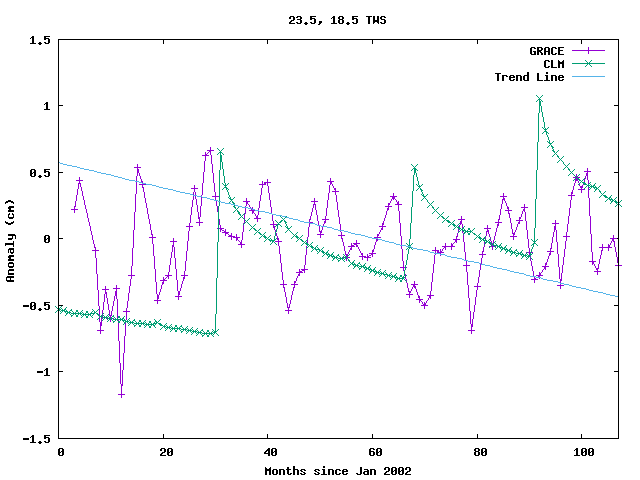 23.5, 18.5 TWS
1.5
GRACE
CLM
Trend Line
1
0.5
0
-0.5
-1
-1.5
Anomaly (cm)
0 20 40 60 80 100
Months since Jan 2002